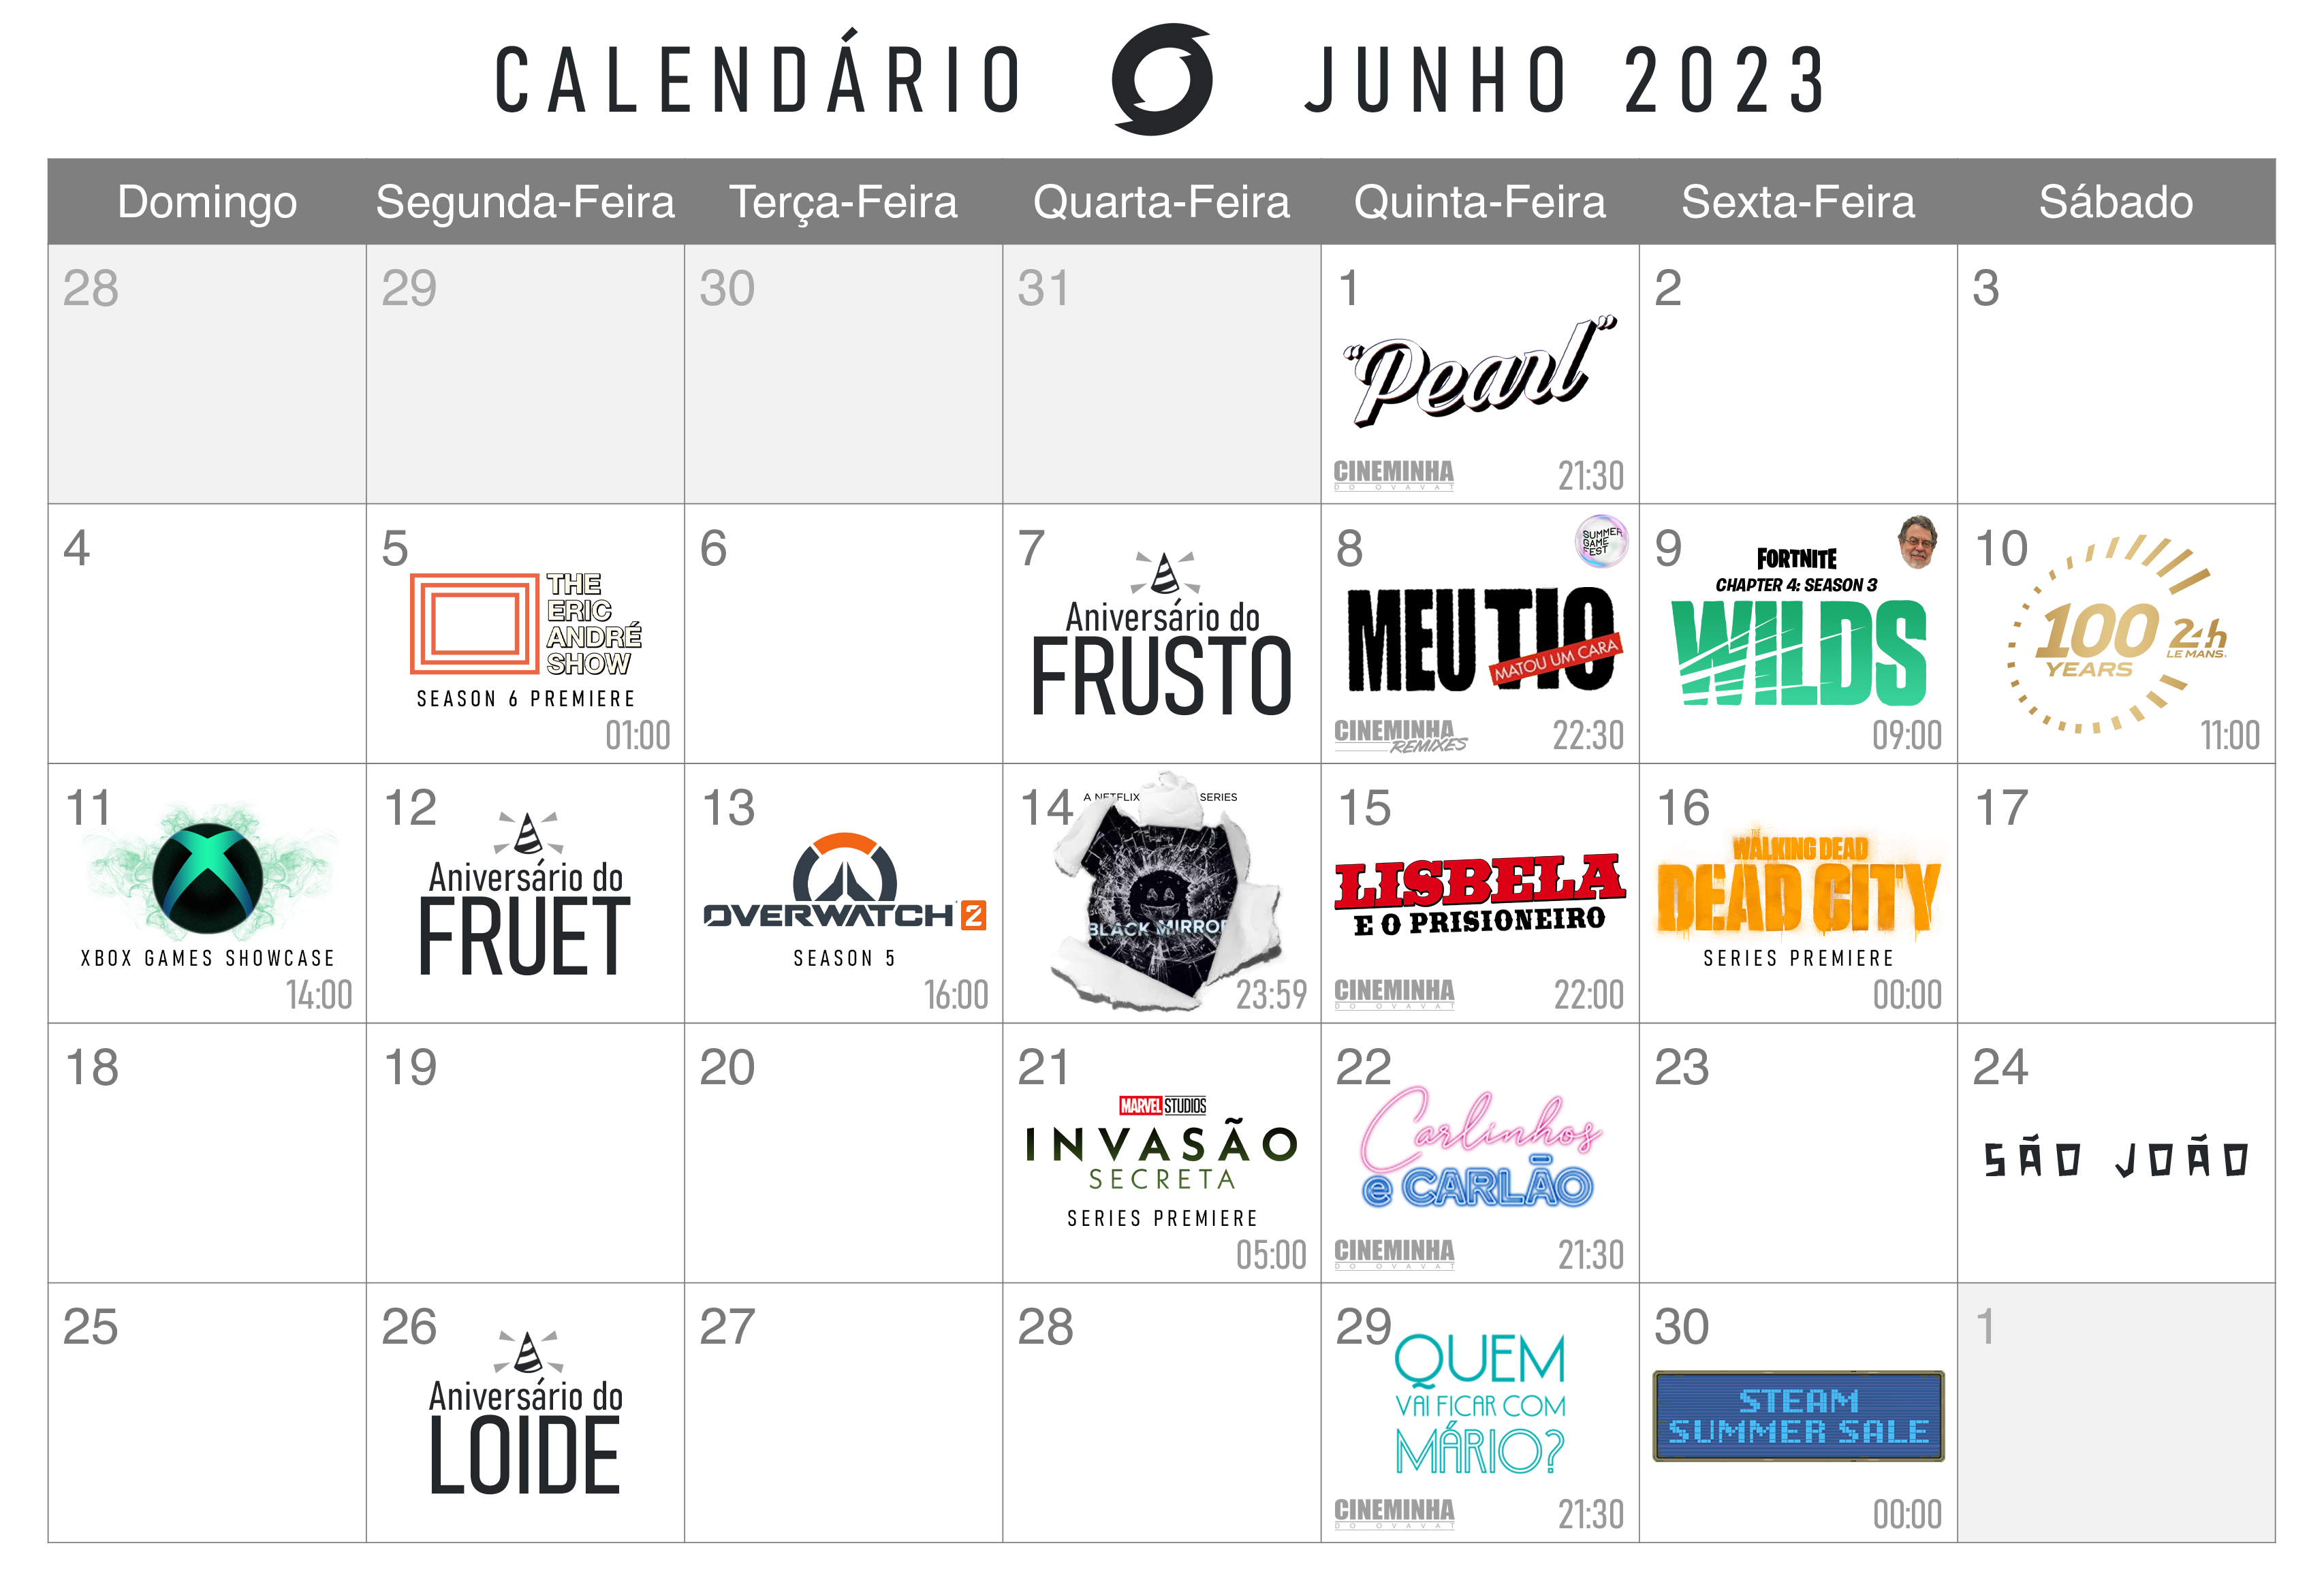 CALENDÁRIO JUNHO 2023
Domingo Segunda-Feira Terça-Feira Quarta-Feira Quinta-Feira Sexta-Feira Sábado
28
29
30
31
1
"Pearl"
CINEMINHA
DO OVAVAT
21:30
2
3
4
5
THE
ERIC
ANDRÉ
SHOW
SEASON 6 PREMIERE
01:00
6
7
Aniversário do
FRUSTO
8
SUMMER
GAME
FEST
MEU TIO
MATOU UM CARA
CINEMINHA
REMIXES
22:30
9
FORTNITE
CHAPTER 4: SEASON 3
WILDS
09:00
10
100
YEARS
24h
LE MANS
11:00
11
XBOX GAMES SHOWCASE
14:00
12
Aniversário do
FRUET
13
OVERWATCH 2
SEASON 5
16:00
14
A NETFLIX SERIES
BLACK MIRROR
23:59
15
LISBELA
E O PRISIONEIRO
CINEMINHA
DO OVAVAT
22:00
16
THE
WALKING DEAD
DEAD CITY
SERIES PREMIERE
00:00
17
18
19
20
21
MARVEL STUDIOS
INVASÃO
SECRETA
SERIES PREMIERE
05:00
22
Carlinhos
e CARLÃO
CINEMINHA
DO OVAVAT
21:30
23
24
SÃO JOÃO
25
26
Aniversário do
LOIDE
27
28
29
QUEM
VAI FICAR COM
MÁRIO?
CINEMINHA
DO OVAVAT
21:30
30
STEAM
SUMMER SALE
00:00
1